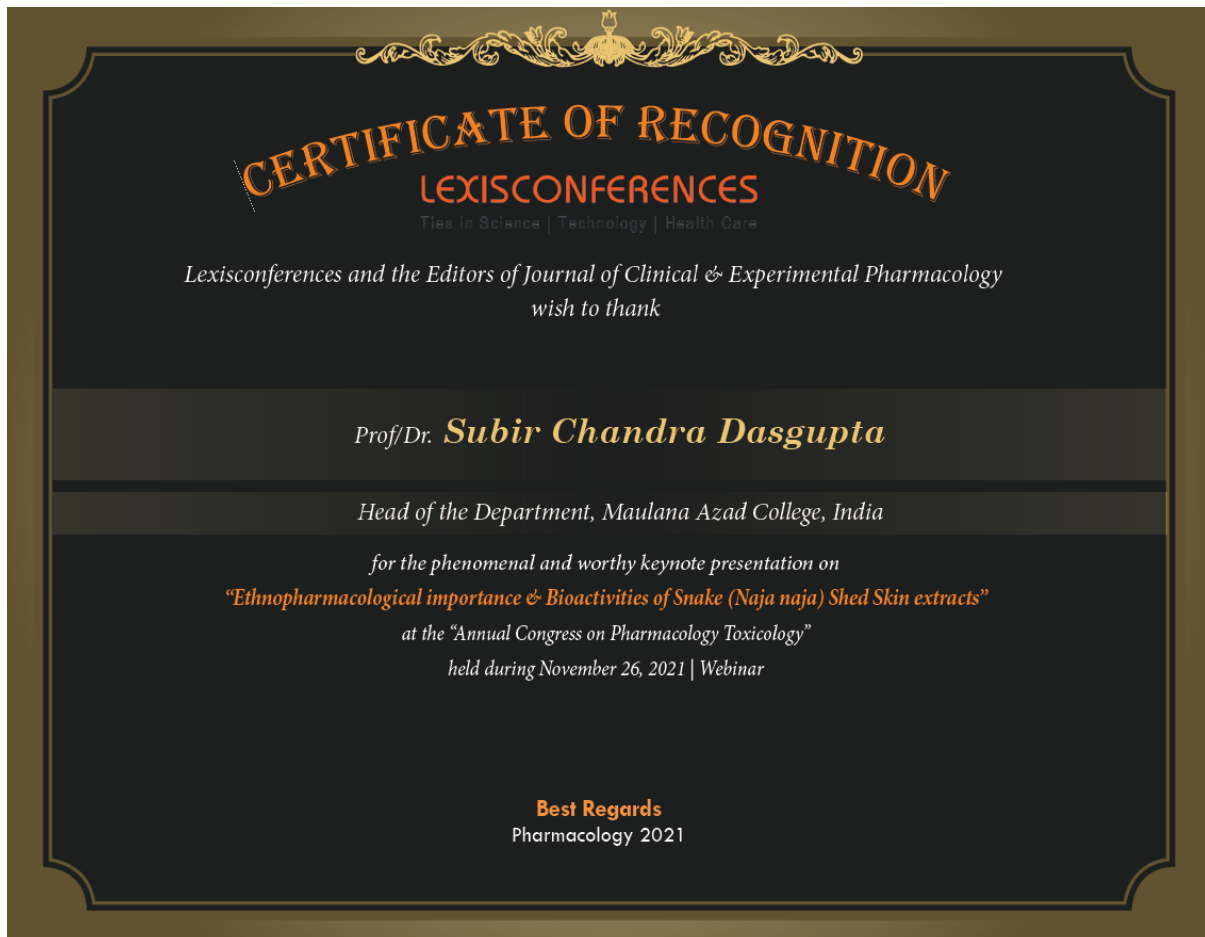 CERTIFICATE OF RECOGNITION
LEXISCONFERENCES
Ties in Science | Technology | Health Care
Lexisconferences and the Editors of Journal of Clinical & Experimental Pharmacology
wish to thank
Prof/Dr. Subir Chandra Dasgupta
Head of the Department, Maulana Azad College, India
for the phenomenal and worthy keynote presentation on
“Ethnopharmacological importance & Bioactivities of Snake (Naja naja) Shed Skin extracts”
at the “Annual Congress on Pharmacology Toxicology”
held during November 26, 2021 | Webinar
Best Regards
Pharmacology 2021